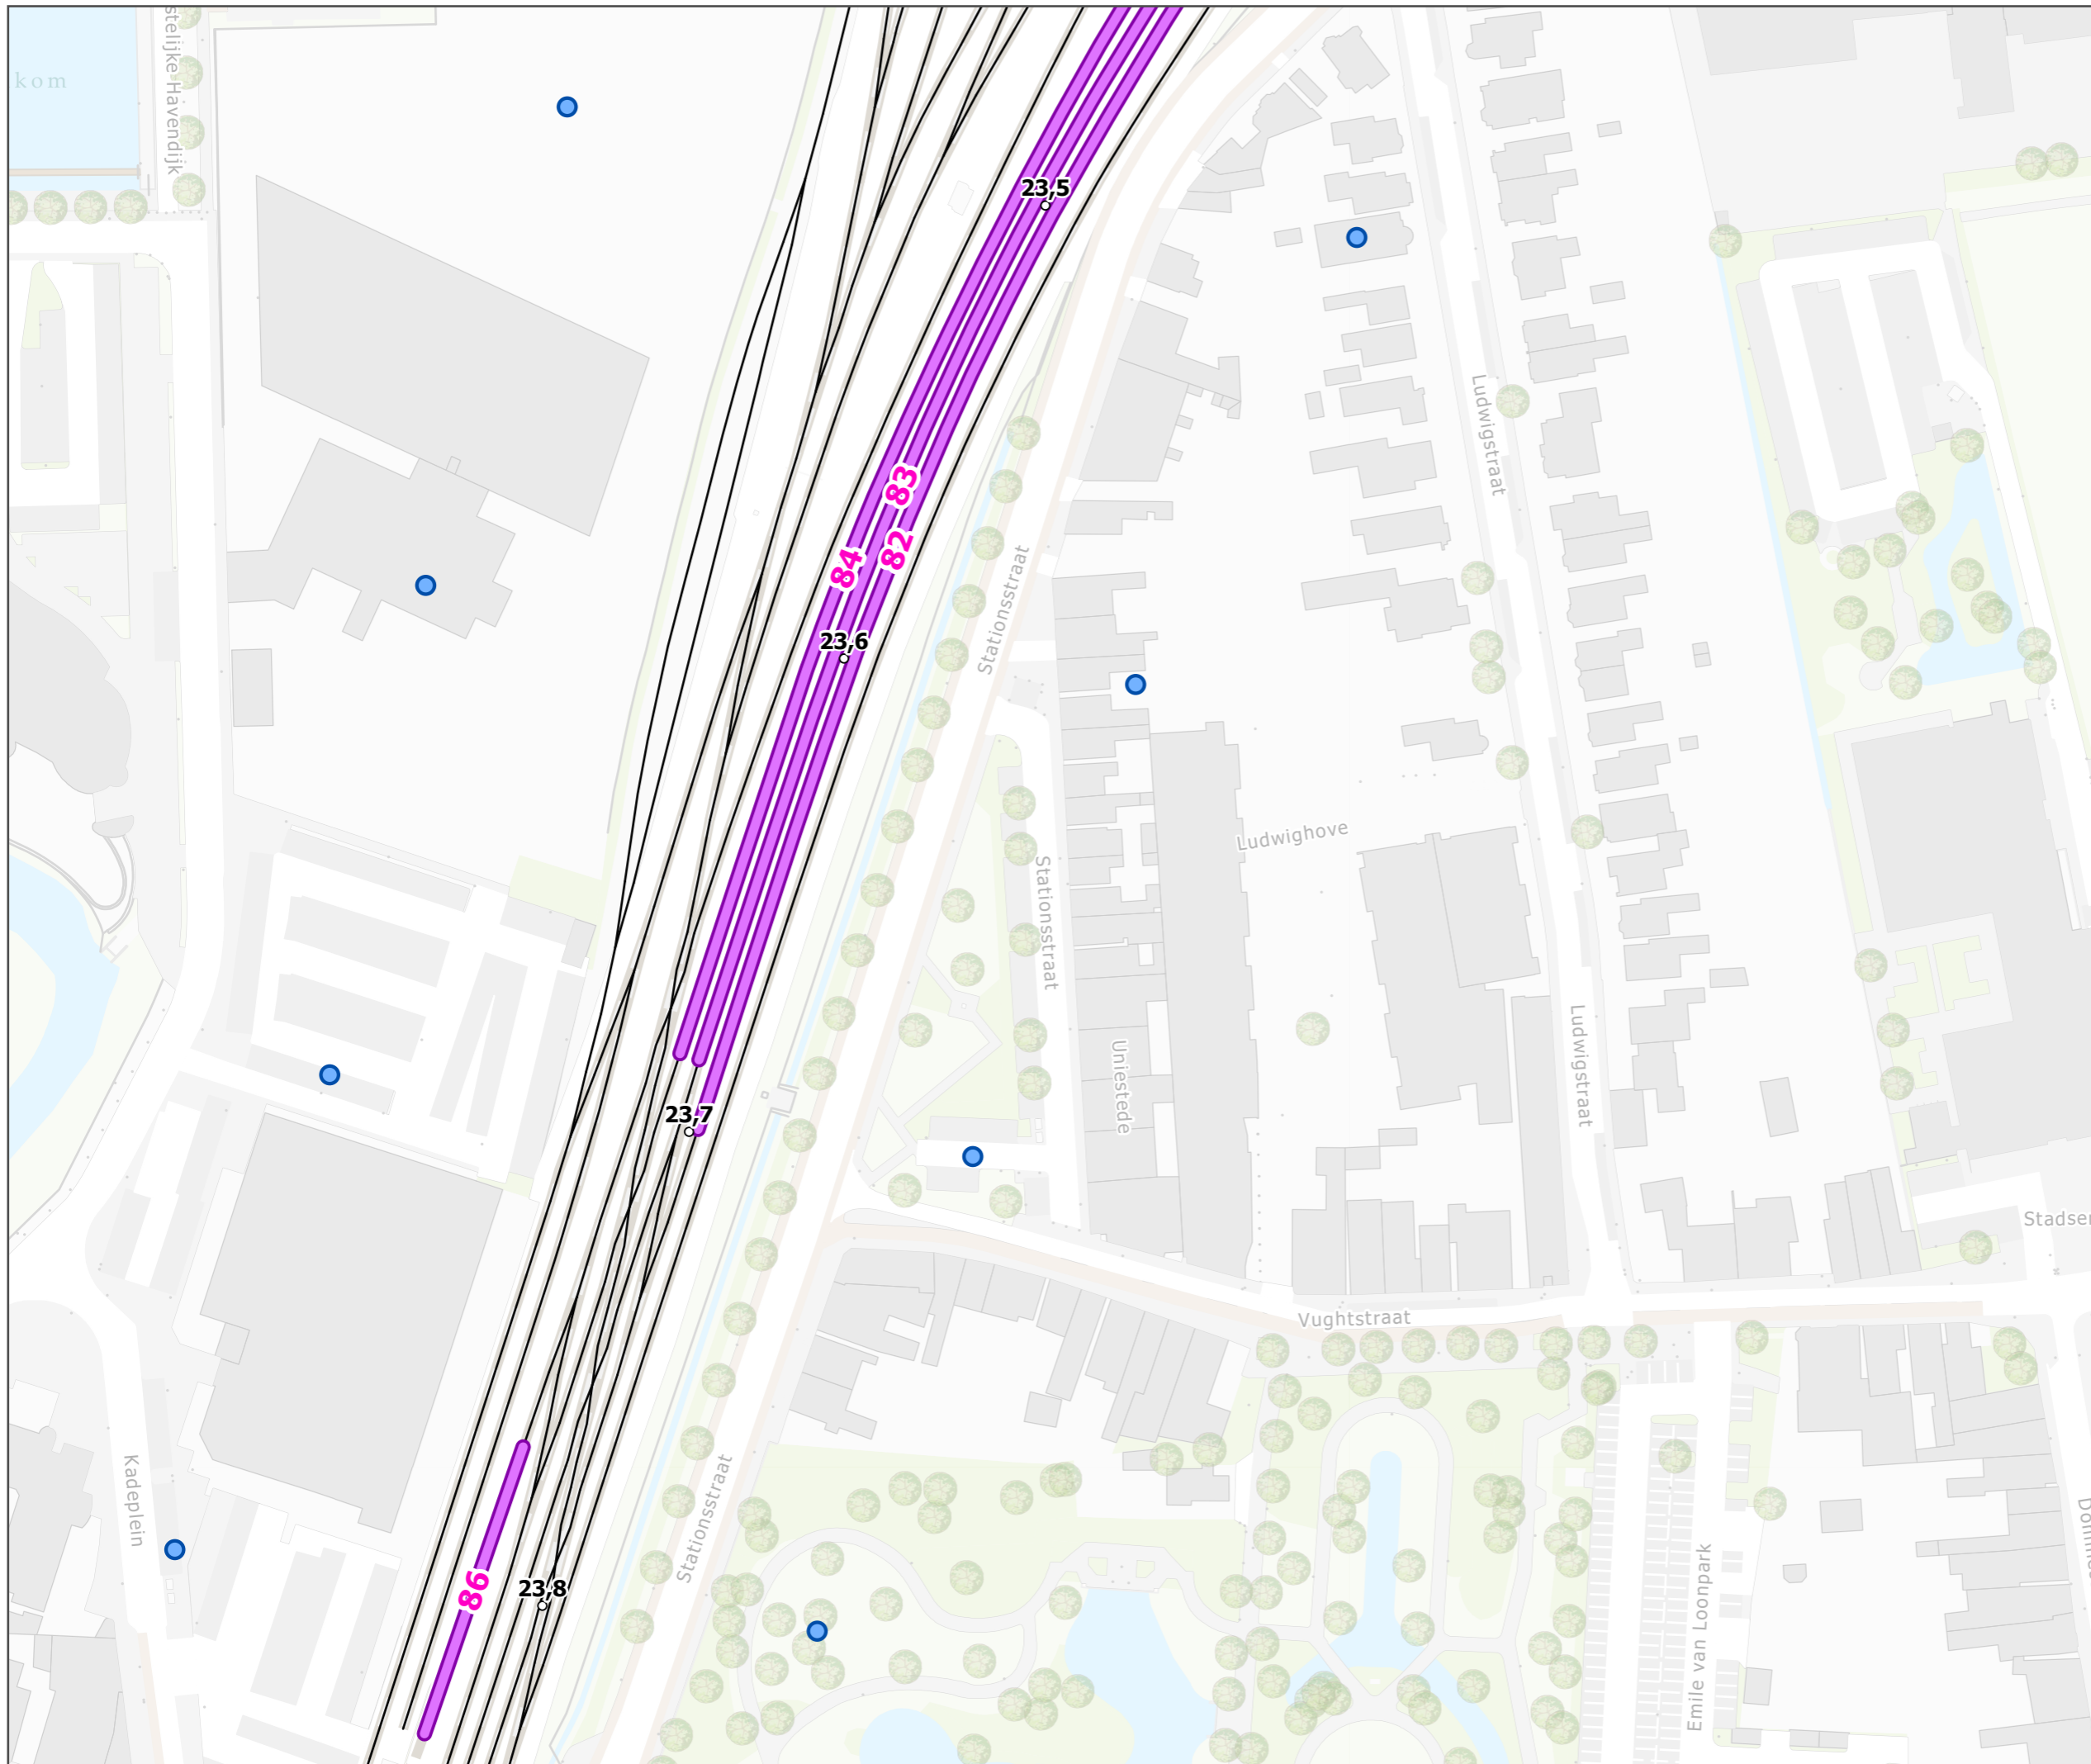 kom
stelijke Havendijk
23,5
Ludwigstraat
83
82
84
Stationsstraat
23,6
Ludwighove
Stationsstraat
Uniestede
Ludwigstraat
23,7
Stadser
Vughtstraat
Kadeplein
Stationsstraat
86
23,8
Emile van Loonpark